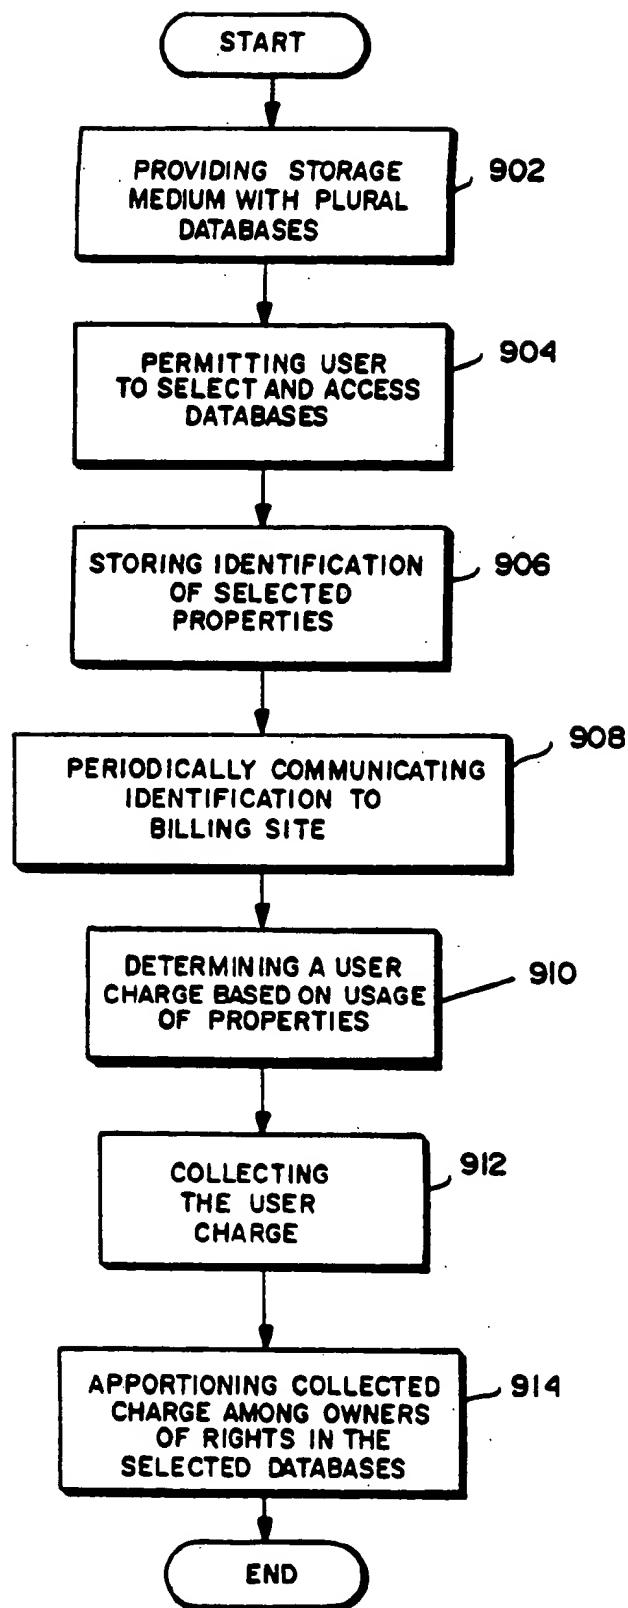 START
PROVIDING STORAGE
MEDIUM WITH PLURAL
DATABASES
902
PERMITTING USER
TO SELECT AND ACCESS
DATABASES
904
STORING IDENTIFICATION
OF SELECTED
PROPERTIES
906
PERIODICALLY COMMUNICATING
IDENTIFICATION TO
BILLING SITE
908
DETERMINING A USER
CHARGE BASED ON USAGE
OF PROPERTIES
910
COLLECTING
THE USER
CHARGE
912
APPORTIONING COLLECTED
CHARGE AMONG OWNERS
OF RIGHTS IN THE
SELECTED DATABASES
914
END